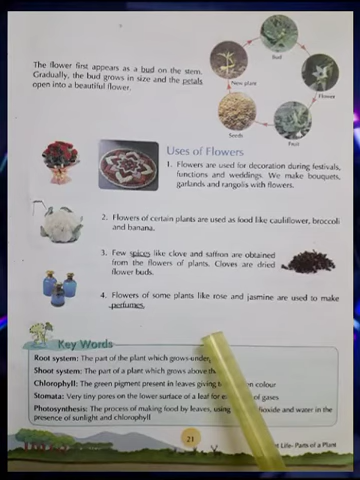 The flower first appears as a bud on the stem.
Gradually, the bud grows in size and the petals
open into a beautiful flower.
Bud
New plant
Flower
Seeds
Fruit
Uses of Flowers
1. Flowers are used for decoration during festivals,
functions and weddings. We make bouquets,
garlands and rangolis with flowers.
2. Flowers of certain plants are used as food like cauliflower, broccoli
and banana.
3. Few spices like clove and saffron are obtained
from the flowers of plants. Cloves are dried
flower buds.
4. Flowers of some plants like rose and jasmine are used to make
perfumes.
Key Words
Root system: The part of the plant which grows under
Shoot system: The part of a plant which grows above th
Chlorophyll: The green pigment present in leaves giving colour
Stomata: Very tiny pores on the lower surface of a leaf for of gases
Photosynthesis: The process of making food by leaves, using dioxide and water in the
presence of sunlight and chlorophyll
21
Life- Parts of a Plant